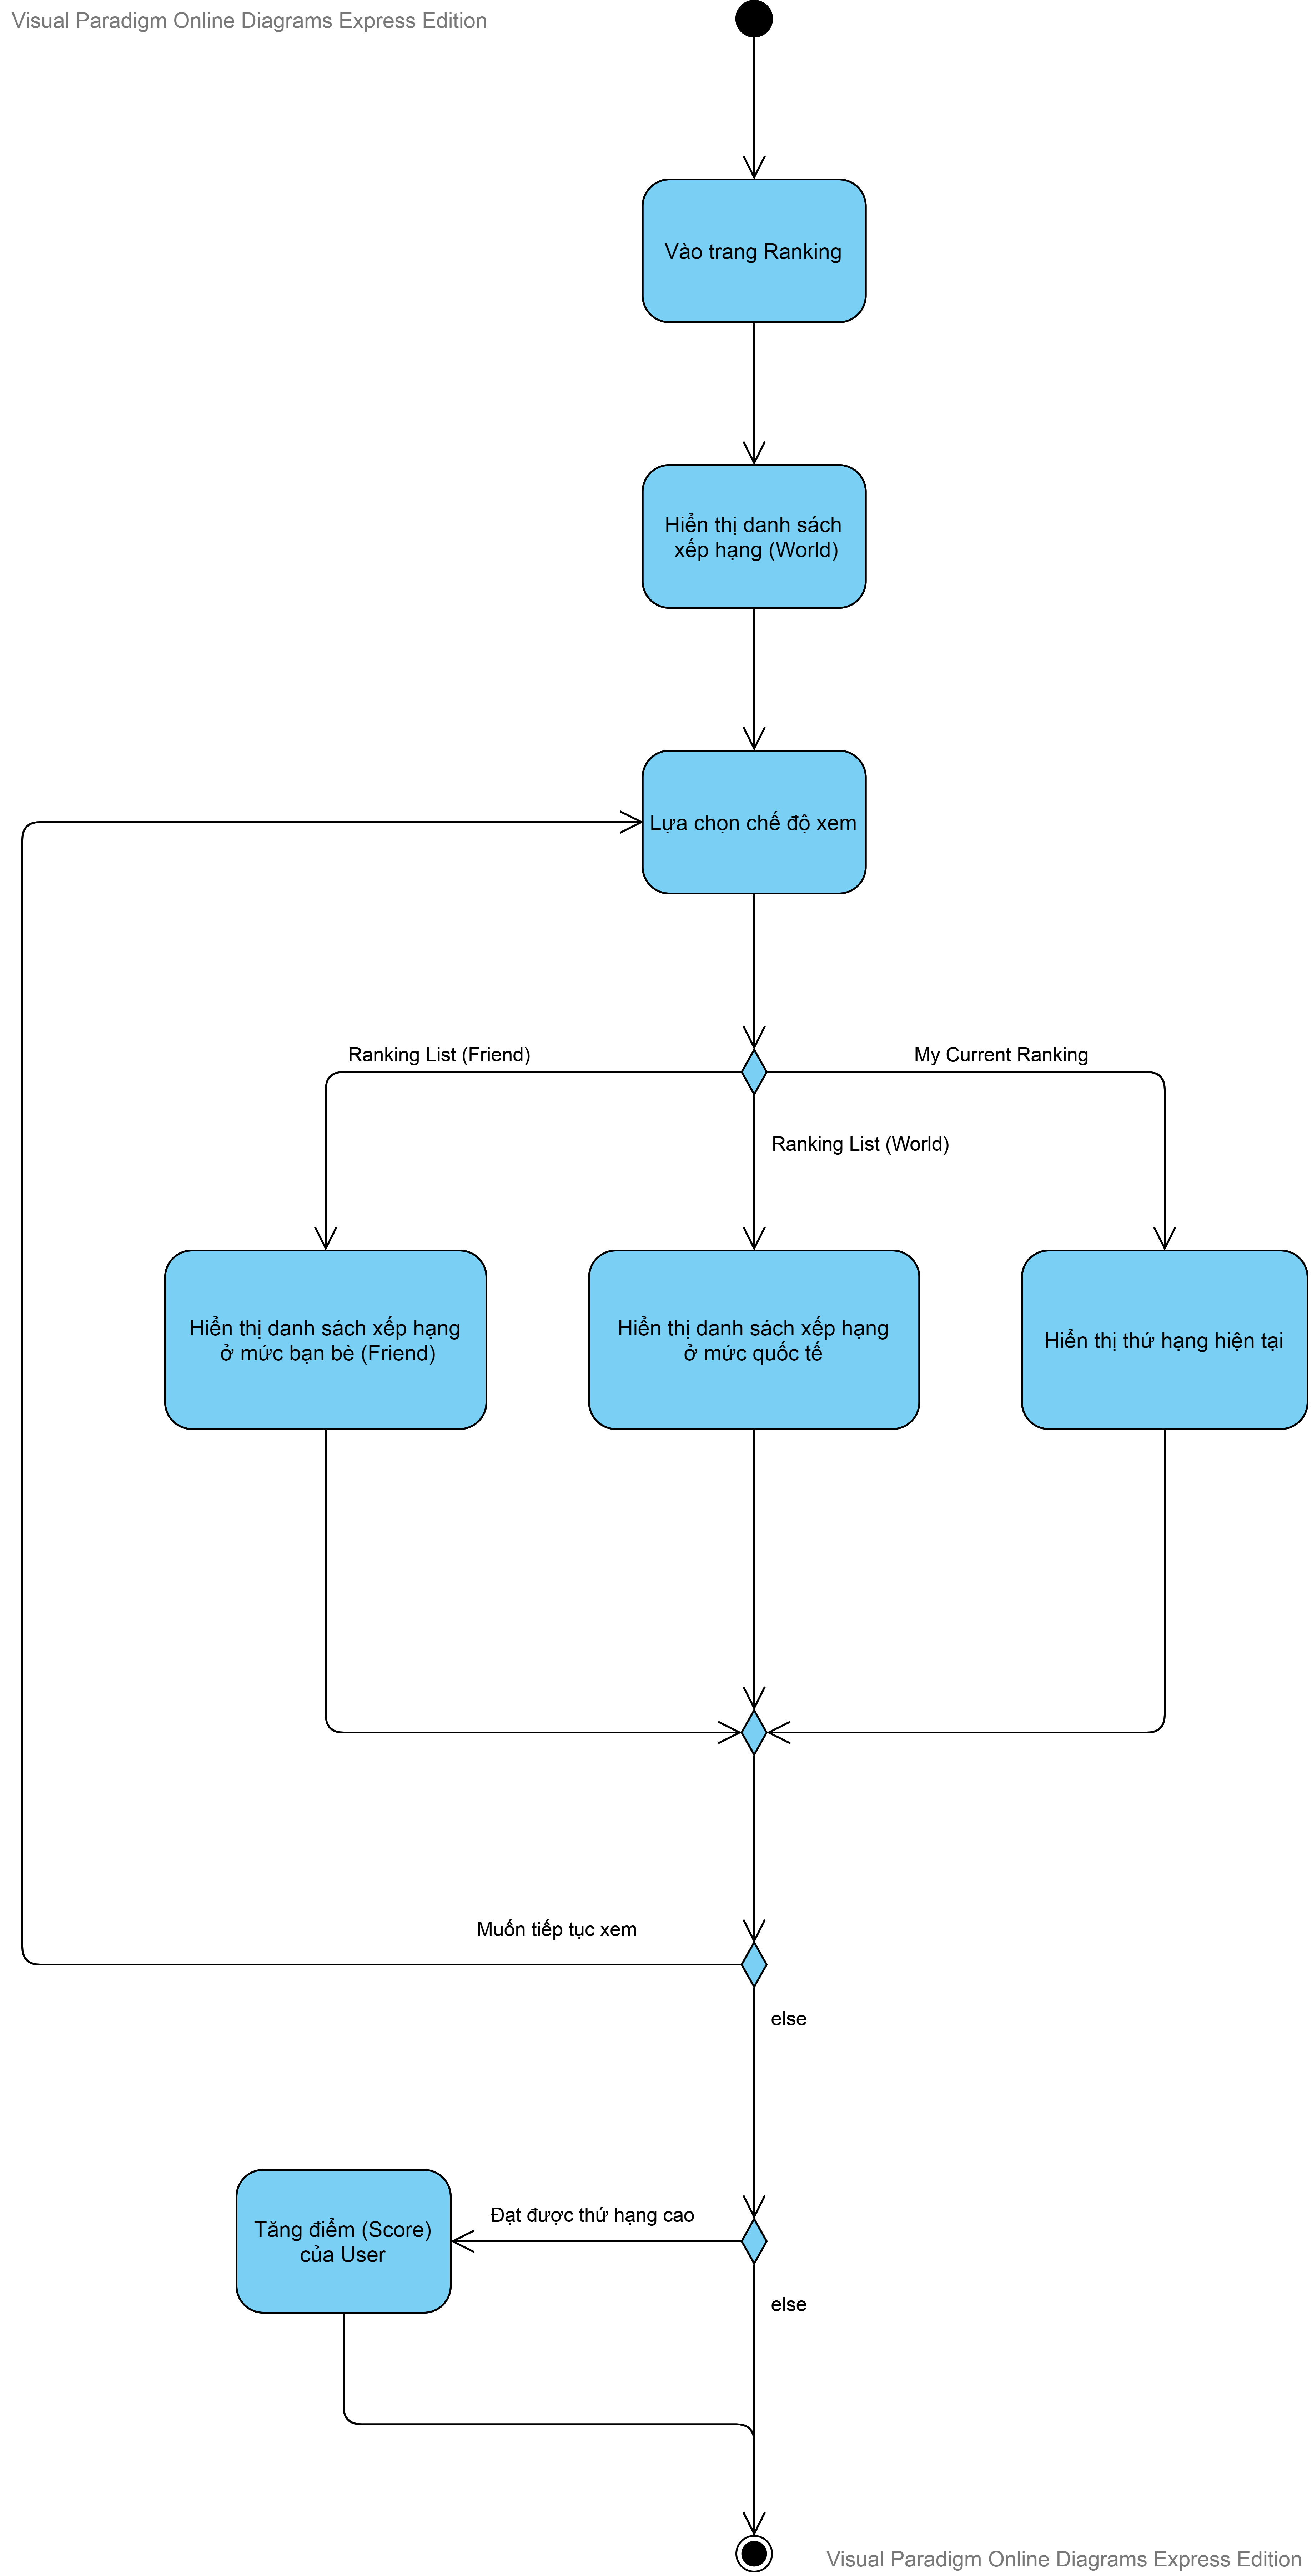 Visual Paradigm Online Diagrams Express Edition
Vào trang Ranking
Hiển thị danh sách
xếp hạng (World)
Lựa chọn chế độ xem
Ranking List (Friend)
My Current Ranking
Ranking List (World)
Hiển thị danh sách xếp hạng
ở mức bạn bè (Friend)
Hiển thị danh sách xếp hạng
ở mức quốc tế
Hiển thị thứ hạng hiện tại
Muốn tiếp tục xem
else
Đạt được thứ hạng cao
Tăng điểm (Score)
của User
else
Visual Paradigm Online Diagrams Express Edition